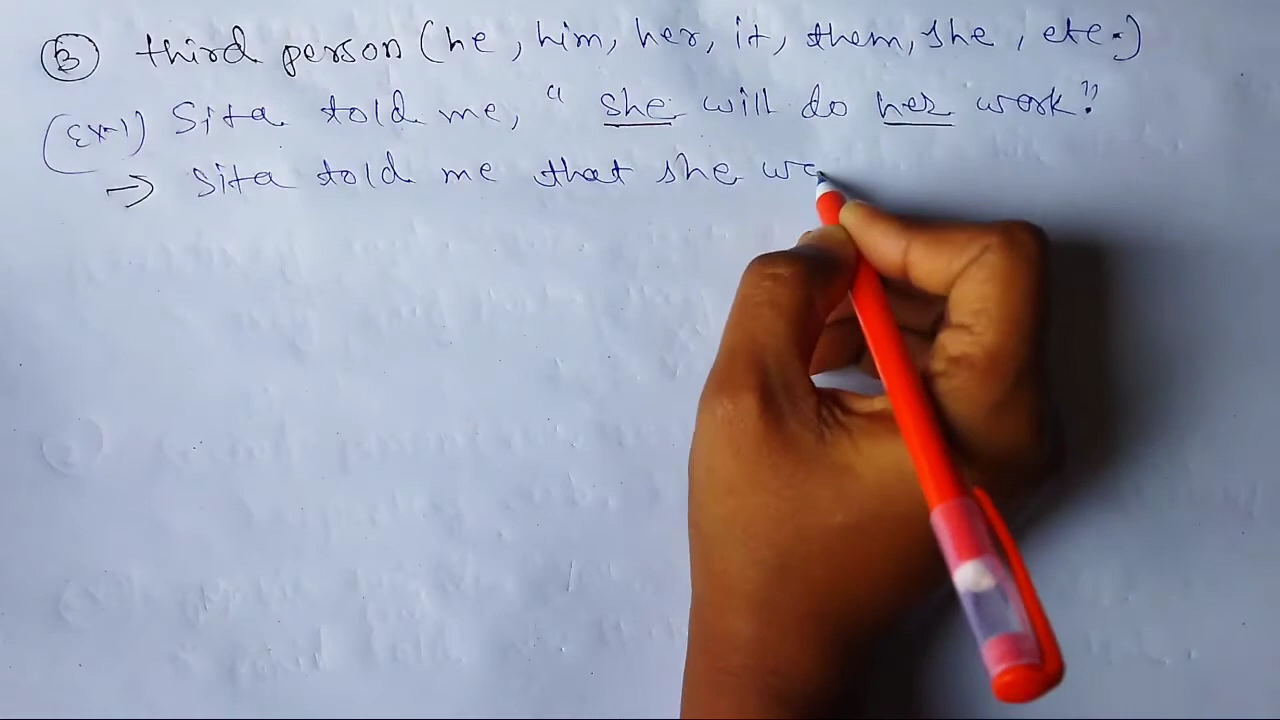 ③ third person (he, him, her, it, them, she, etc.)
(Ex-1) Sita told me, " she will do her work".
→ Sita told me that she wo